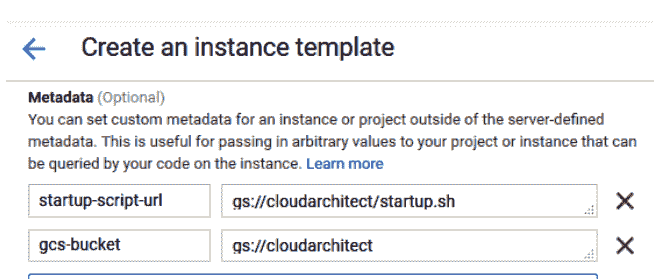 Create an instance template
Metadata (Optional)
You can set custom metadata for an instance or project outside of the server-defined
metadata. This is useful for passing in arbitrary values to your project or instance that can
be queried by your code on the instance. Learn more
startup-script-url gs://cloudarchitect/startup.sh
gcs-bucket gs://cloudarchitect